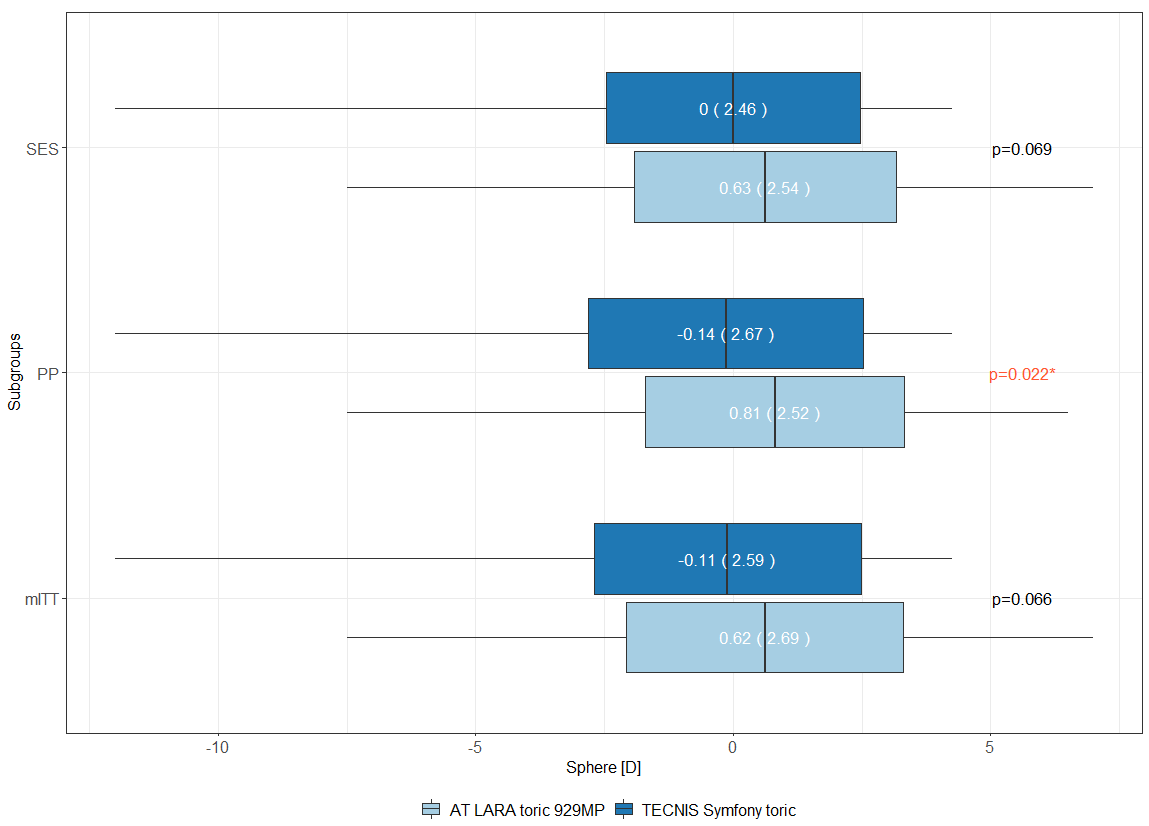 0 ( 2.46 )
SES
p=0.069
0.63 ( 2.54 )
-0.14 ( 2.67 )
Subgroups
PP
p=0.022*
0.81 ( 2.52 )
-0.11 ( 2.59 )
mITT
p=0.066
0.62 ( 2.69 )
-10 -5 0 5
Sphere [D]
AT LARA toric 929MP TECNIS Symfony toric